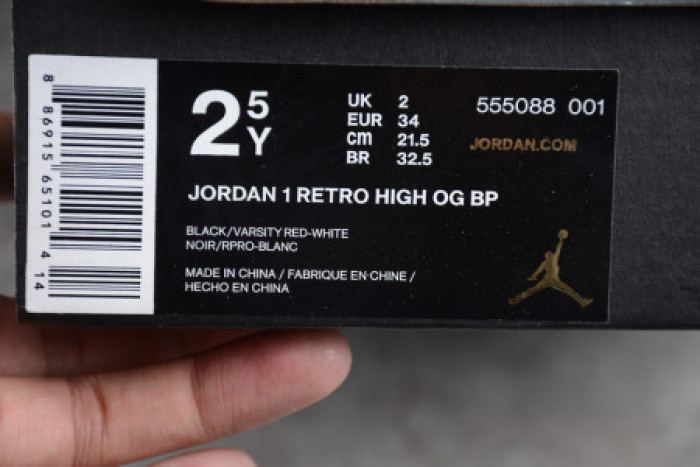 8 86915 65101 4 14
2 5Y
UK 2
EUR 34
cm 21.5
BR 32.5
555088 001
JORDAN.COM
JORDAN 1 RETRO HIGH OG BP
BLACK/VARSITY RED-WHITE
NOIR/RPRO-BLANC
MADE IN CHINA / FABRIQUE EN CHINE /
HECHO EN CHINA